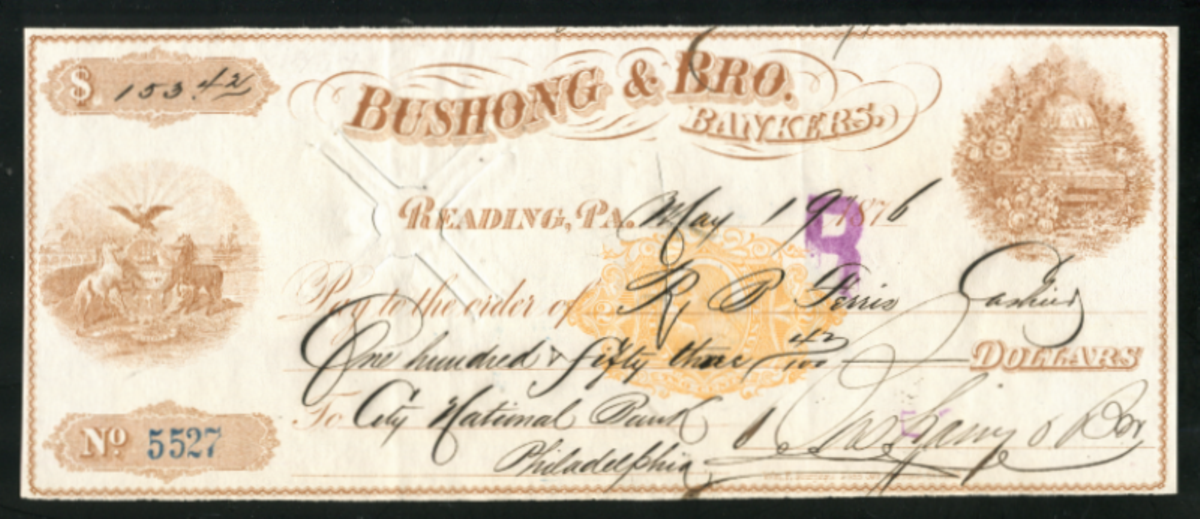 $ 153 42
BUSHONG & BRO.
BANKERS.
READING, PA. May 19 1876
Pay to the order of R P Ferris Cashier
One hundred & fifty three 42/100 DOLLARS
To City National Bank
Philadelphia
No 5527